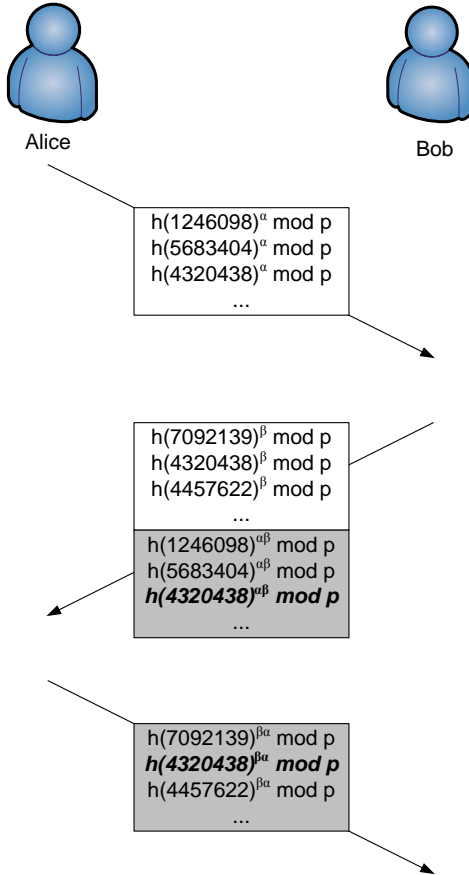 Alice
Bob
h(1246098)^α mod p
h(5683404)^α mod p
h(4320438)^α mod p
...
h(7092139)^β mod p
h(4320438)^β mod p
h(4457622)^β mod p
...
h(1246098)^αβ mod p
h(5683404)^αβ mod p
h(4320438)^αβ mod p
...
h(7092139)^βα mod p
h(4320438)^βα mod p
h(4457622)^βα mod p
...